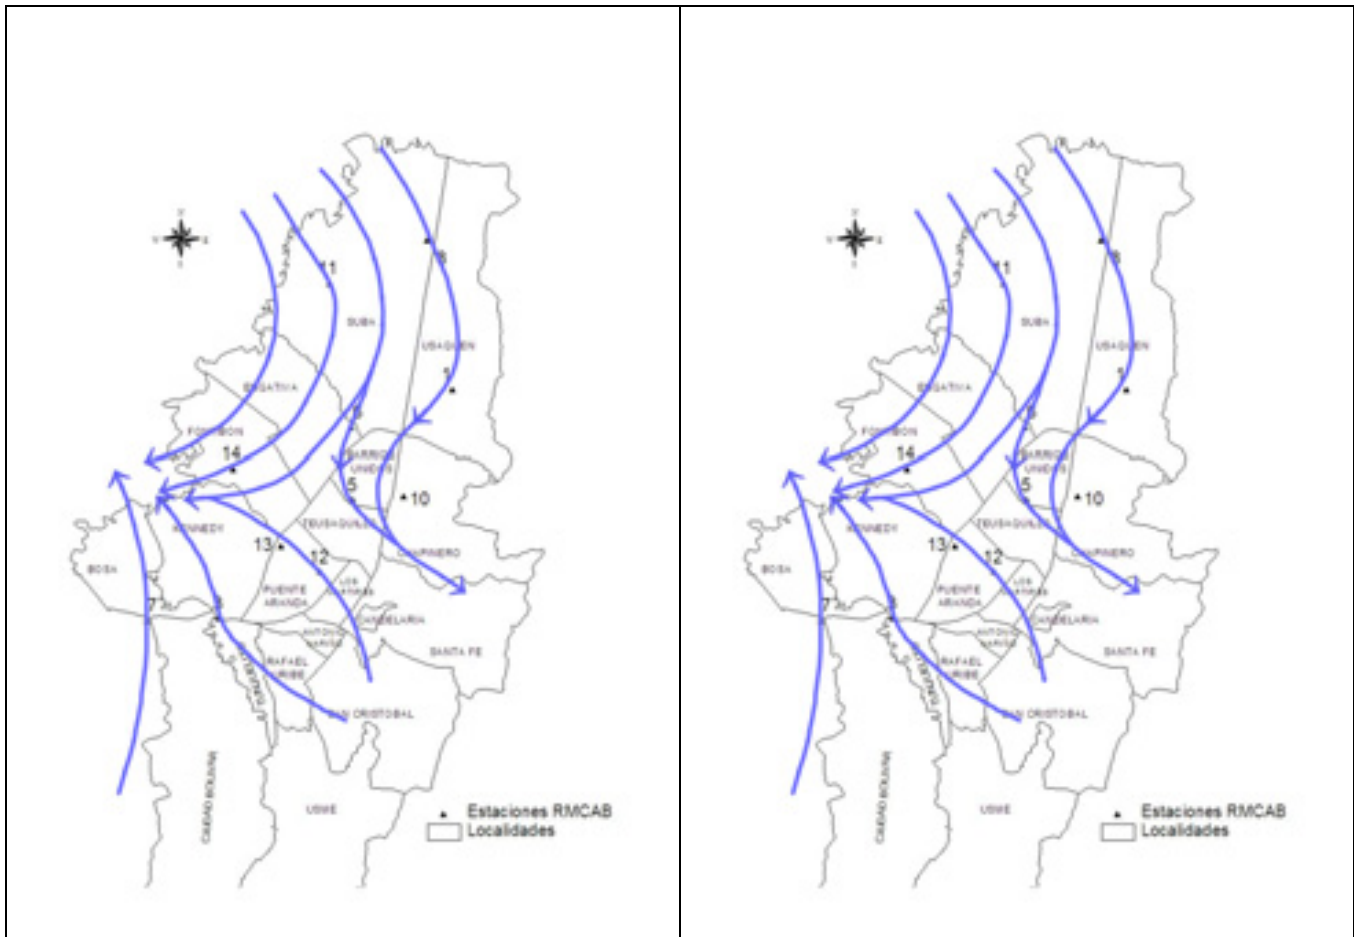 11
SUBA
USAQUEN
ENGATIVA
FONTIBON
14
BARRIOS
UNIDOS
5
10
TEUSAQUILLO
KENNEDY
13
12
CHAPINERO
BOSA
PUENTE
ARANDA
LOS
7
CANDELARIA
ANTONIO
NARIÑO
SANTA FE
RAFAEL
URIBE
SAN CRISTOBAL
CIUDAD BOLIVAR
USME
Estaciones RMCAB
Localidades
11
SUBA
USAQUEN
ENGATIVA
FONTIBON
14
BARRIOS
UNIDOS
5
10
TEUSAQUILLO
KENNEDY
13
12
CHAPINERO
BOSA
PUENTE
ARANDA
LOS
7
CANDELARIA
ANTONIO
NARIÑO
SANTA FE
RAFAEL
URIBE
SAN CRISTOBAL
CIUDAD BOLIVAR
USME
Estaciones RMCAB
Localidades